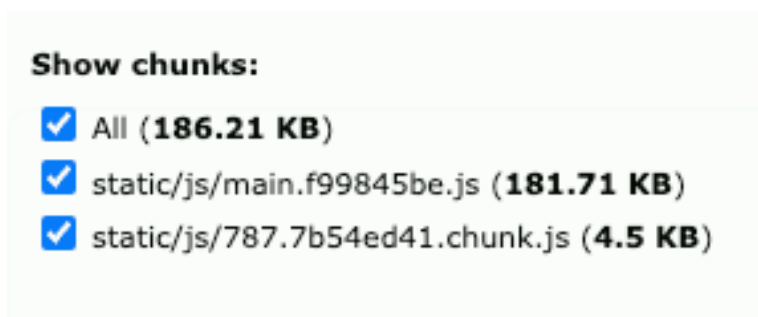 Show chunks:
All (186.21 KB)
static/js/main.f99845be.js (181.71 KB)
static/js/787.7b54ed41.chunk.js (4.5 KB)